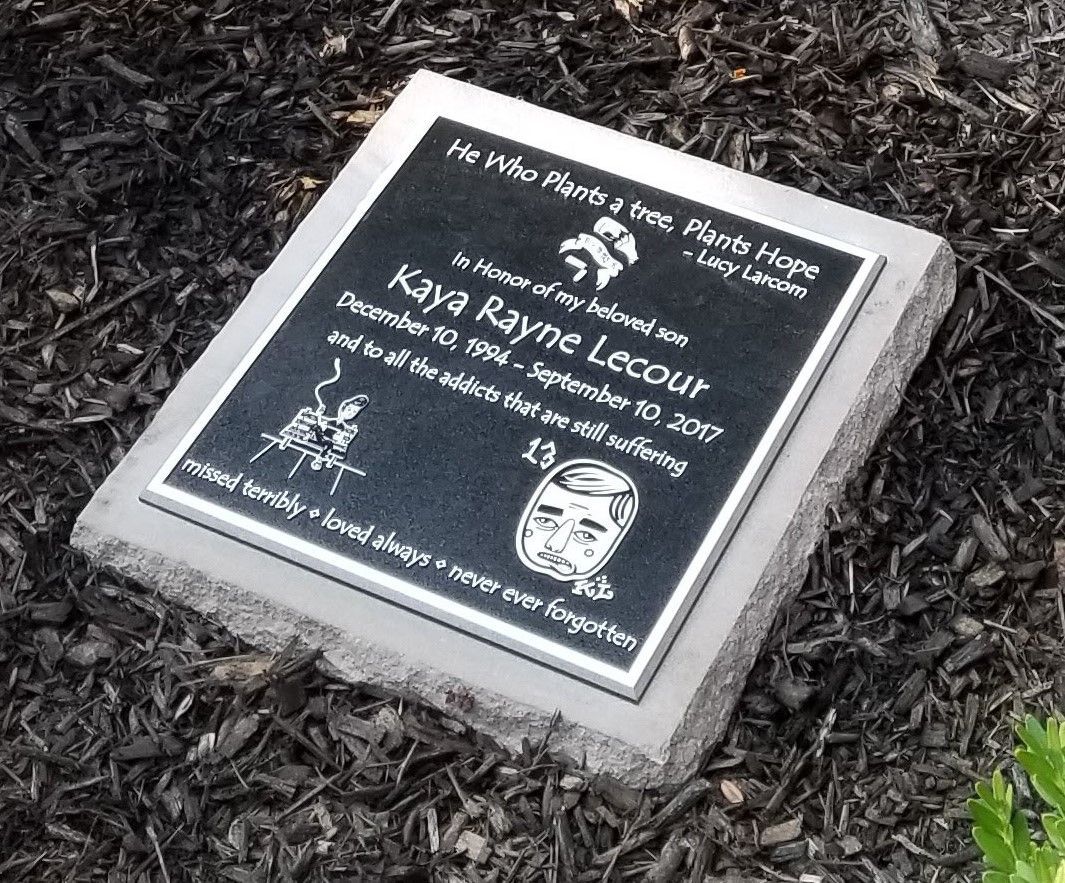 He Who Plants a tree, Plants Hope
- Lucy Larcom
In Honor of my beloved son
Kaya Rayne Lecour
December 10, 1994 - September 10, 2017
and to all the addicts that are still suffering
13
KL
missed terribly ⋄ loved always ⋄ never ever forgotten